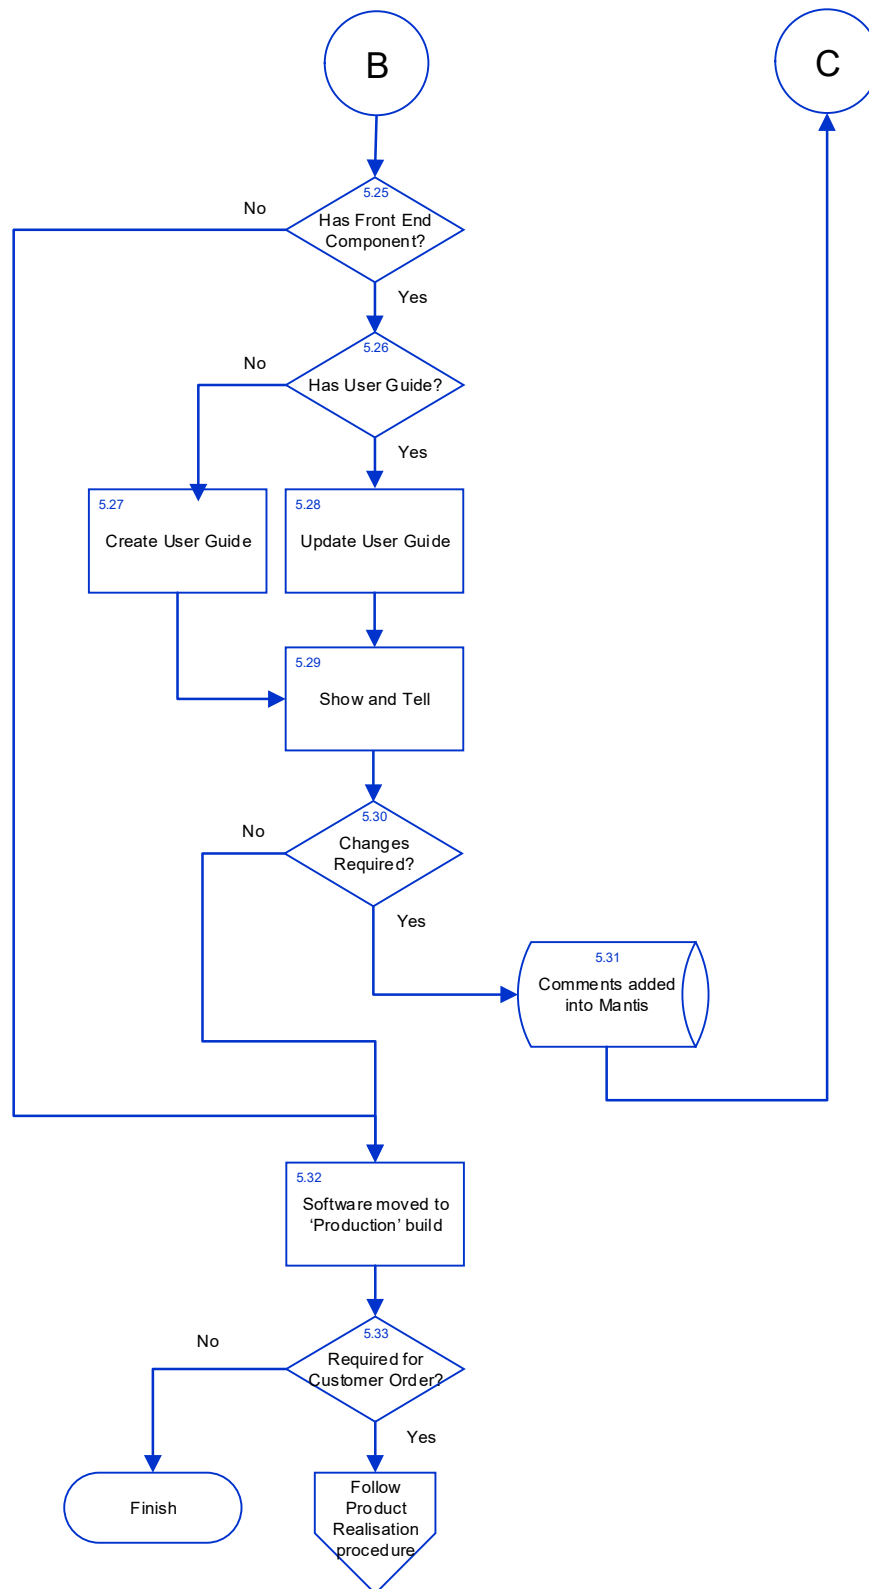 B
C
5.25
No
Has Front End
Component?
Yes
5.26
No
Has User Guide?
Yes
5.27
Create User Guide
5.28
Update User Guide
5.29
Show and Tell
5.30
No
Changes
Required?
Yes
5.31
Comments added
into Mantis
5.32
Software moved to
‘Production’ build
5.33
No
Required for
Customer Order?
Yes
Finish
Follow
Product
Realisation
procedure